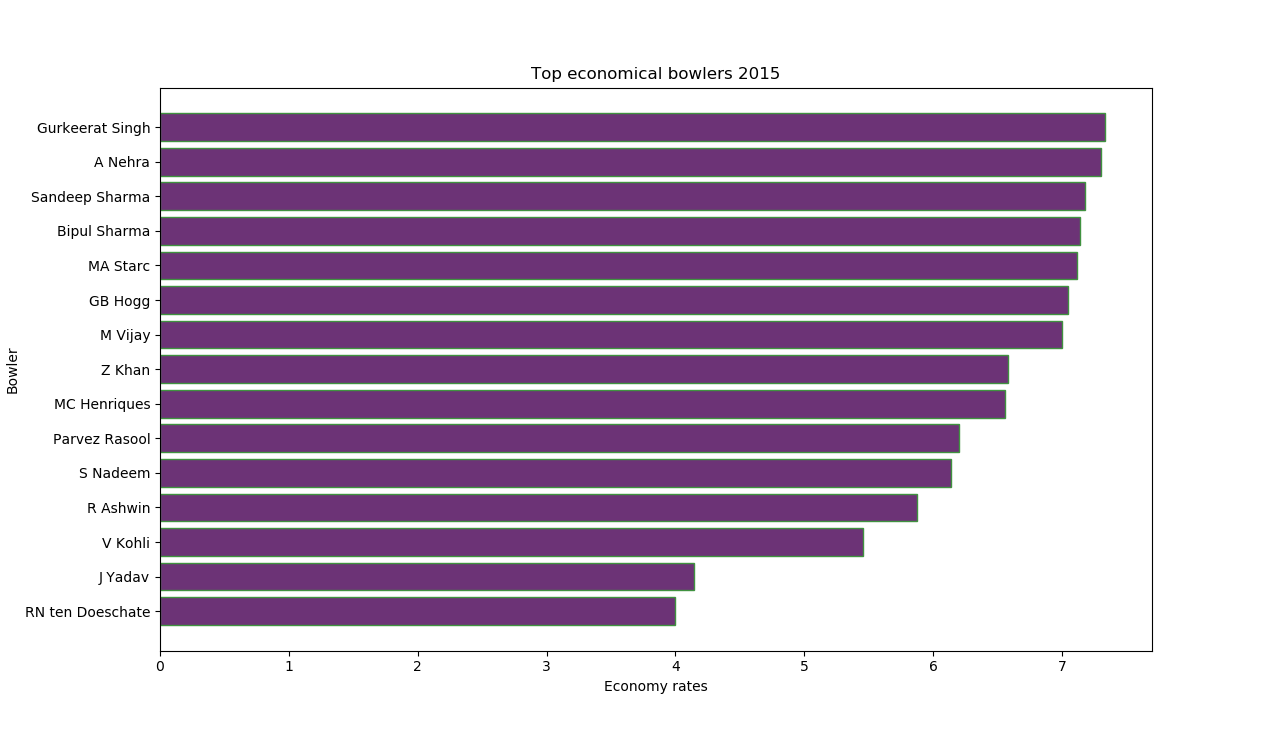 Top economical bowlers 2015
Gurkeerat Singh
A Nehra
Sandeep Sharma
Bipul Sharma
MA Starc
GB Hogg
M Vijay
Z Khan
MC Henriques
Parvez Rasool
S Nadeem
R Ashwin
V Kohli
J Yadav
RN ten Doeschate
Bowler
0 1 2 3 4 5 6 7
Economy rates